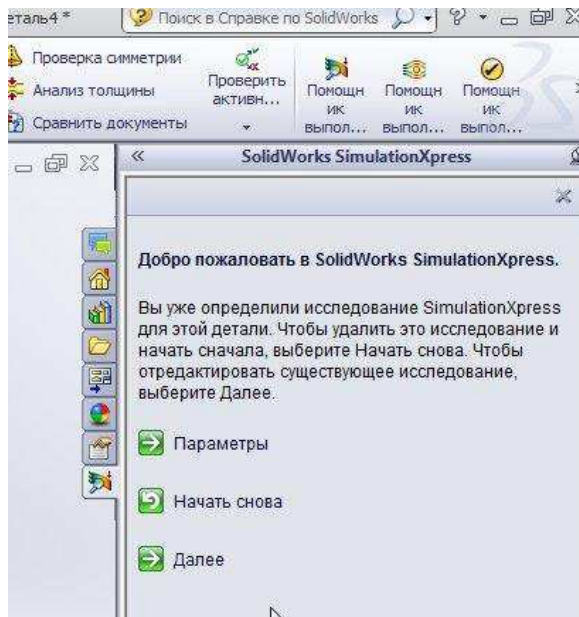 еталь4 *
Поиск в Справке по SolidWorks
Проверка симметрии
Анализ толщины
Сравнить документы
Проверить
активн...
Помощн
ик
выпол...
Помощн
ик
выпол...
Помощн
ик
выпол...
SolidWorks SimulationXpress
Добро пожаловать в SolidWorks SimulationXpress.
Вы уже определили исследование SimulationXpress
для этой детали. Чтобы удалить это исследование и
начать сначала, выберите Начать снова. Чтобы
отредактировать существующее исследование,
выберите Далее.
Параметры
Начать снова
Далее